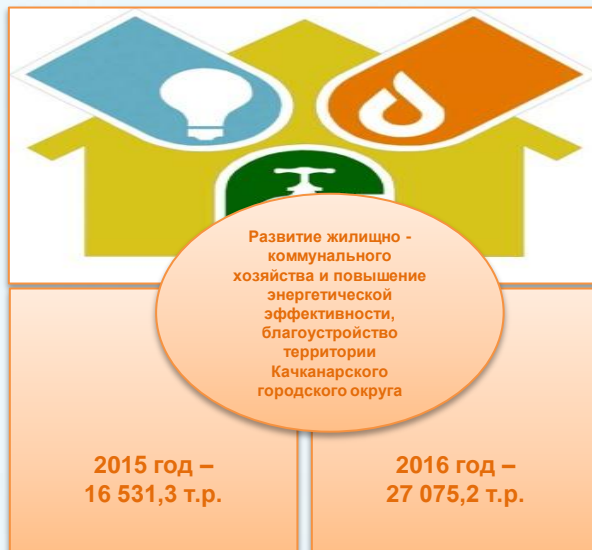 Развитие жилищно -
коммунального
хозяйства и повышение
энергетической
эффективности,
благоустройство
территории
Качканарского
городского округа
2015 год –
16 531,3 т.р.
2016 год –
27 075,2 т.р.